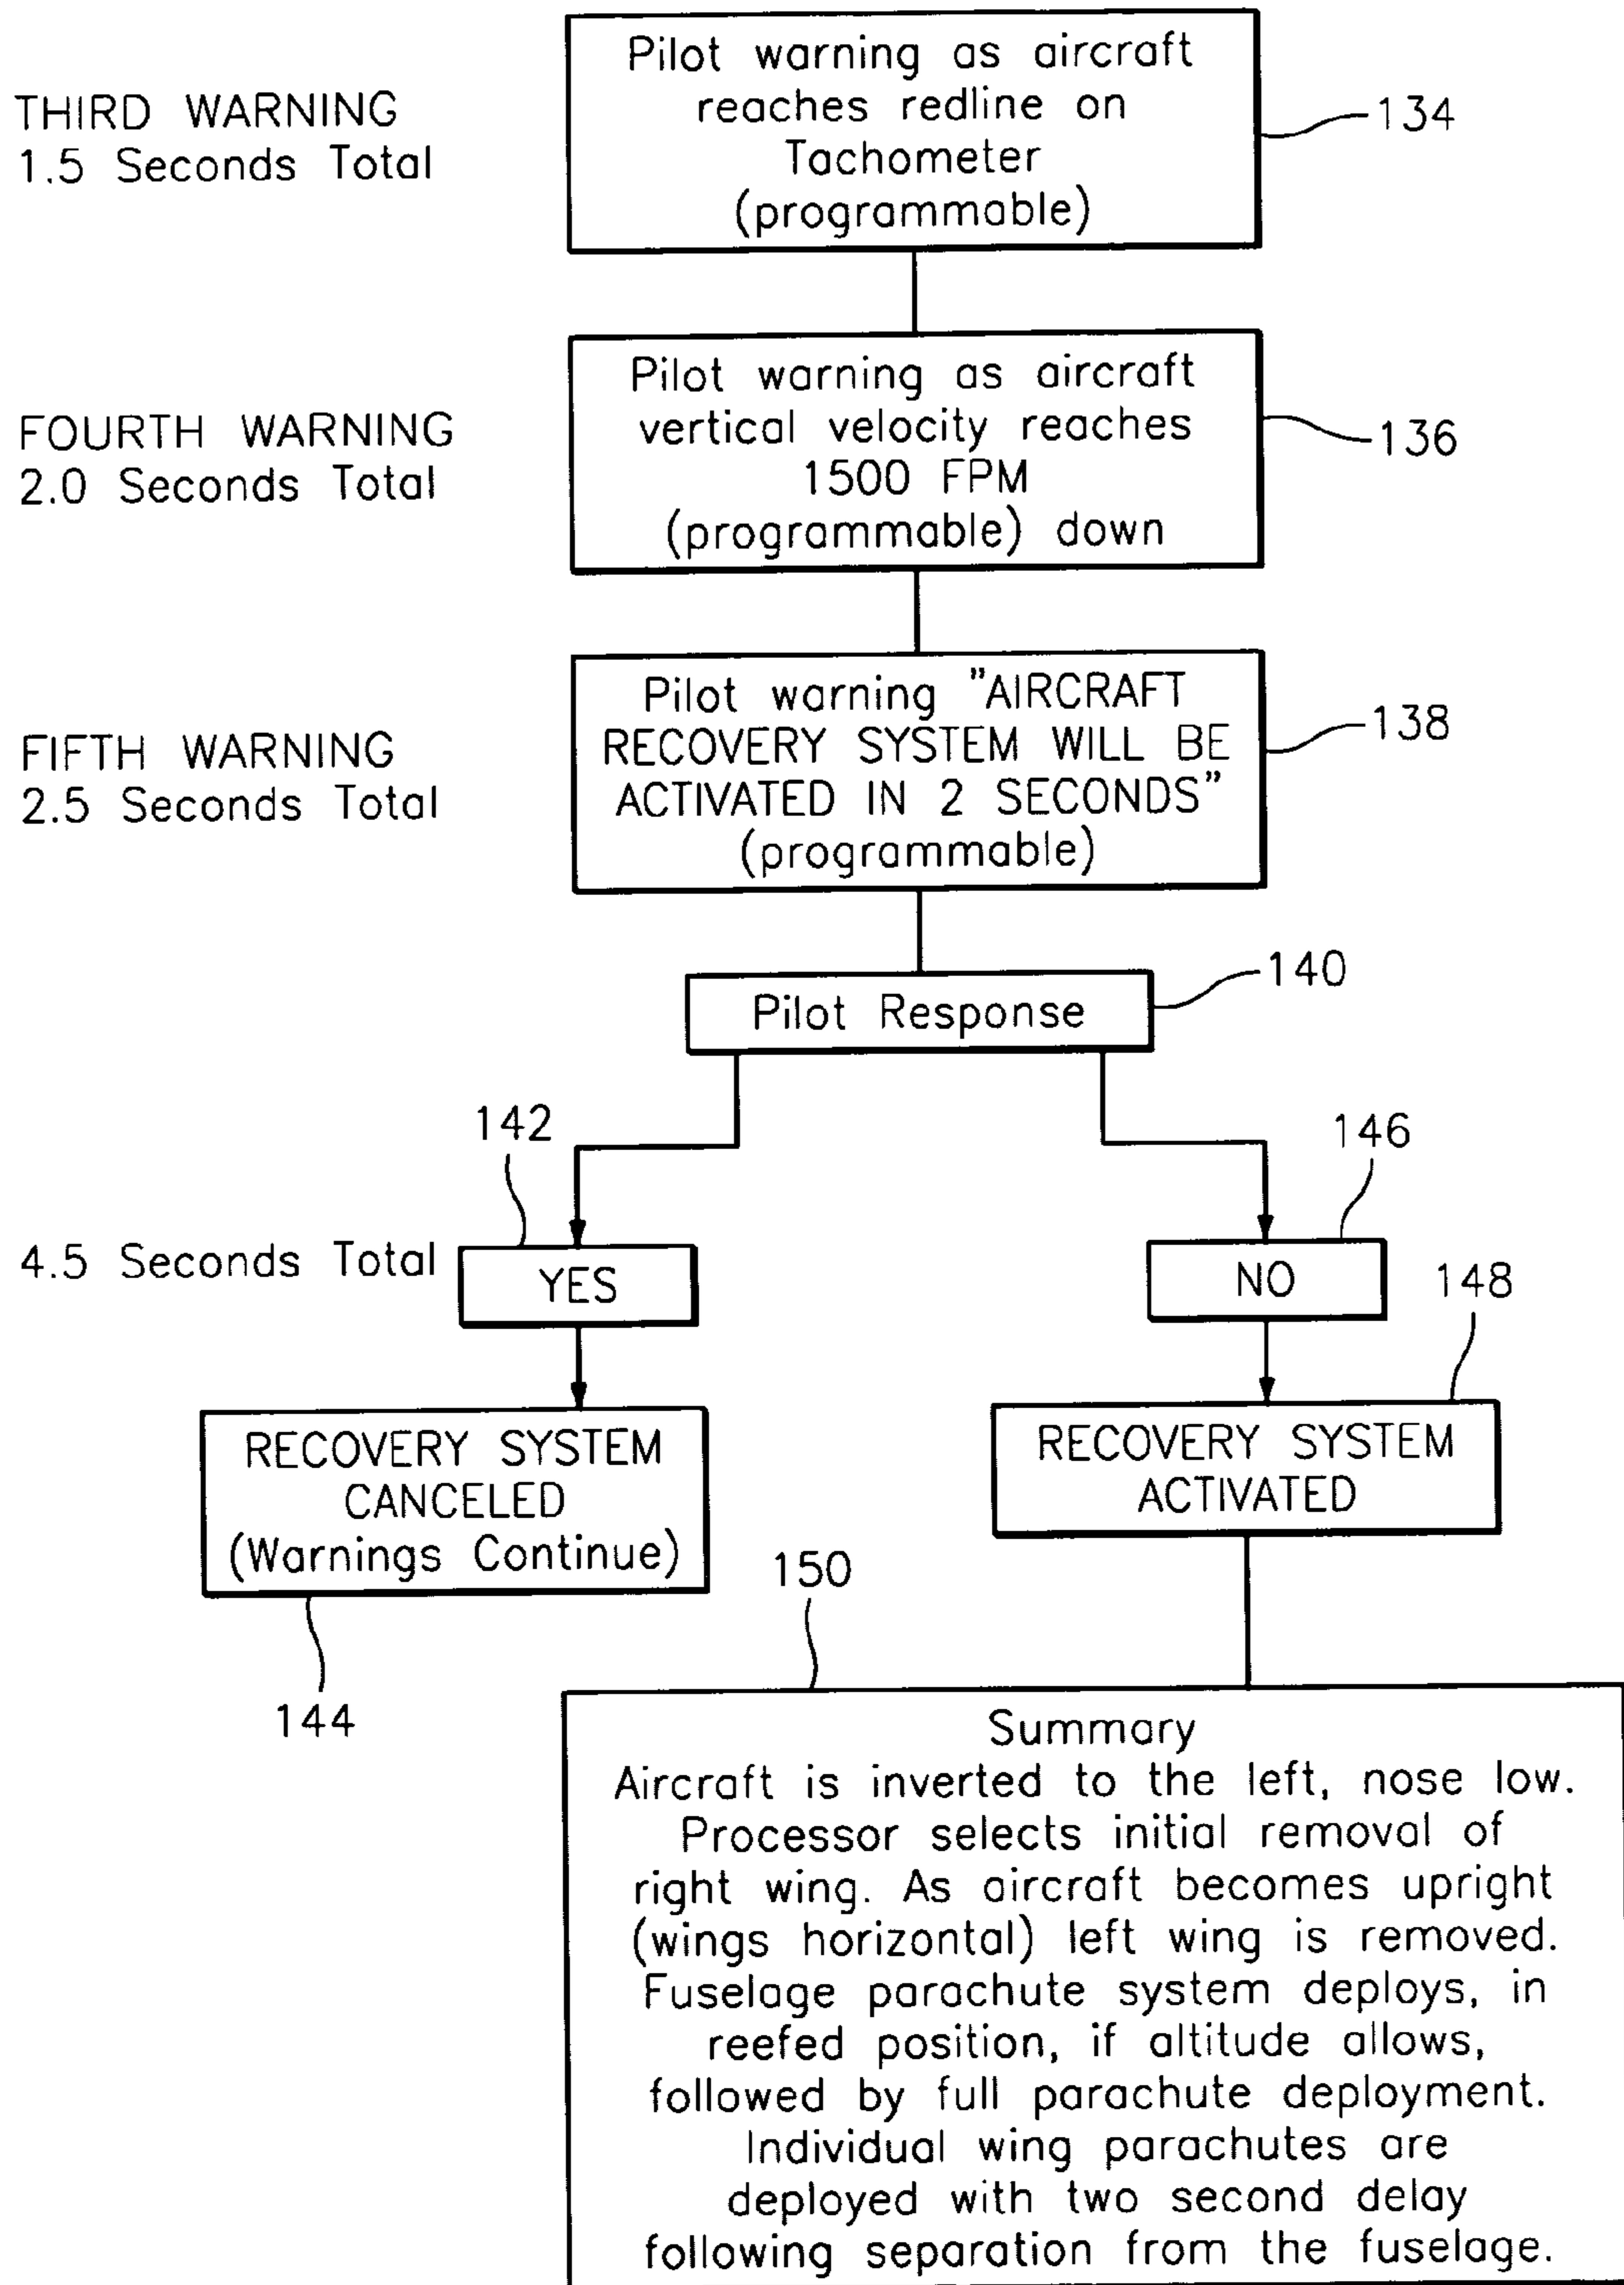 Pilot warning as aircraft
reaches redline on
Tachometer
(programmable)
THIRD WARNING
1.5 Seconds Total
134
Pilot warning as aircraft
vertical velocity reaches
1500 FPM
(programmable) down
FOURTH WARNING
2.0 Seconds Total
136
Pilot warning "AIRCRAFT
RECOVERY SYSTEM WILL BE
ACTIVATED IN 2 SECONDS"
(programmable)
FIFTH WARNING
2.5 Seconds Total
138
Pilot Response
140
142
146
4.5 Seconds Total
YES
NO
148
RECOVERY SYSTEM
CANCELED
(Warnings Continue)
144
RECOVERY SYSTEM
ACTIVATED
150
Summary
Aircraft is inverted to the left, nose low.
Processor selects initial removal of
right wing. As aircraft becomes upright
(wings horizontal) left wing is removed.
Fuselage parachute system deploys, in
reefed position, if altitude allows,
followed by full parachute deployment.
Individual wing parachutes are
deployed with two second delay
following separation from the fuselage.